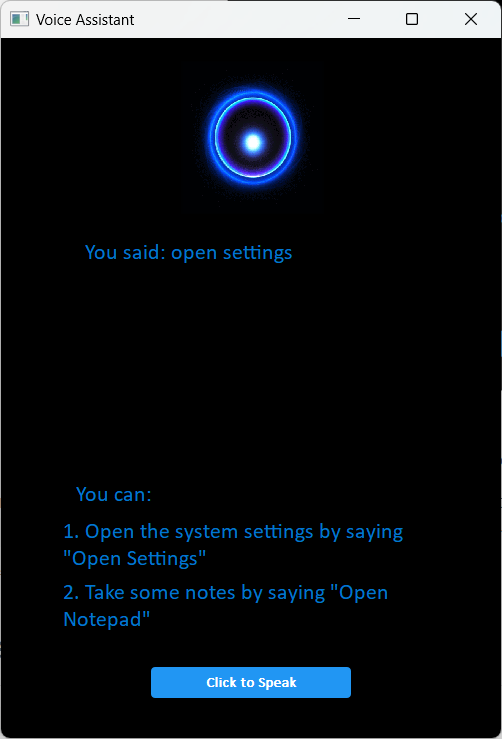 Voice Assistant
You said: open settings
You can:
1. Open the system settings by saying
"Open Settings"
2. Take some notes by saying "Open
Notepad"
Click to Speak